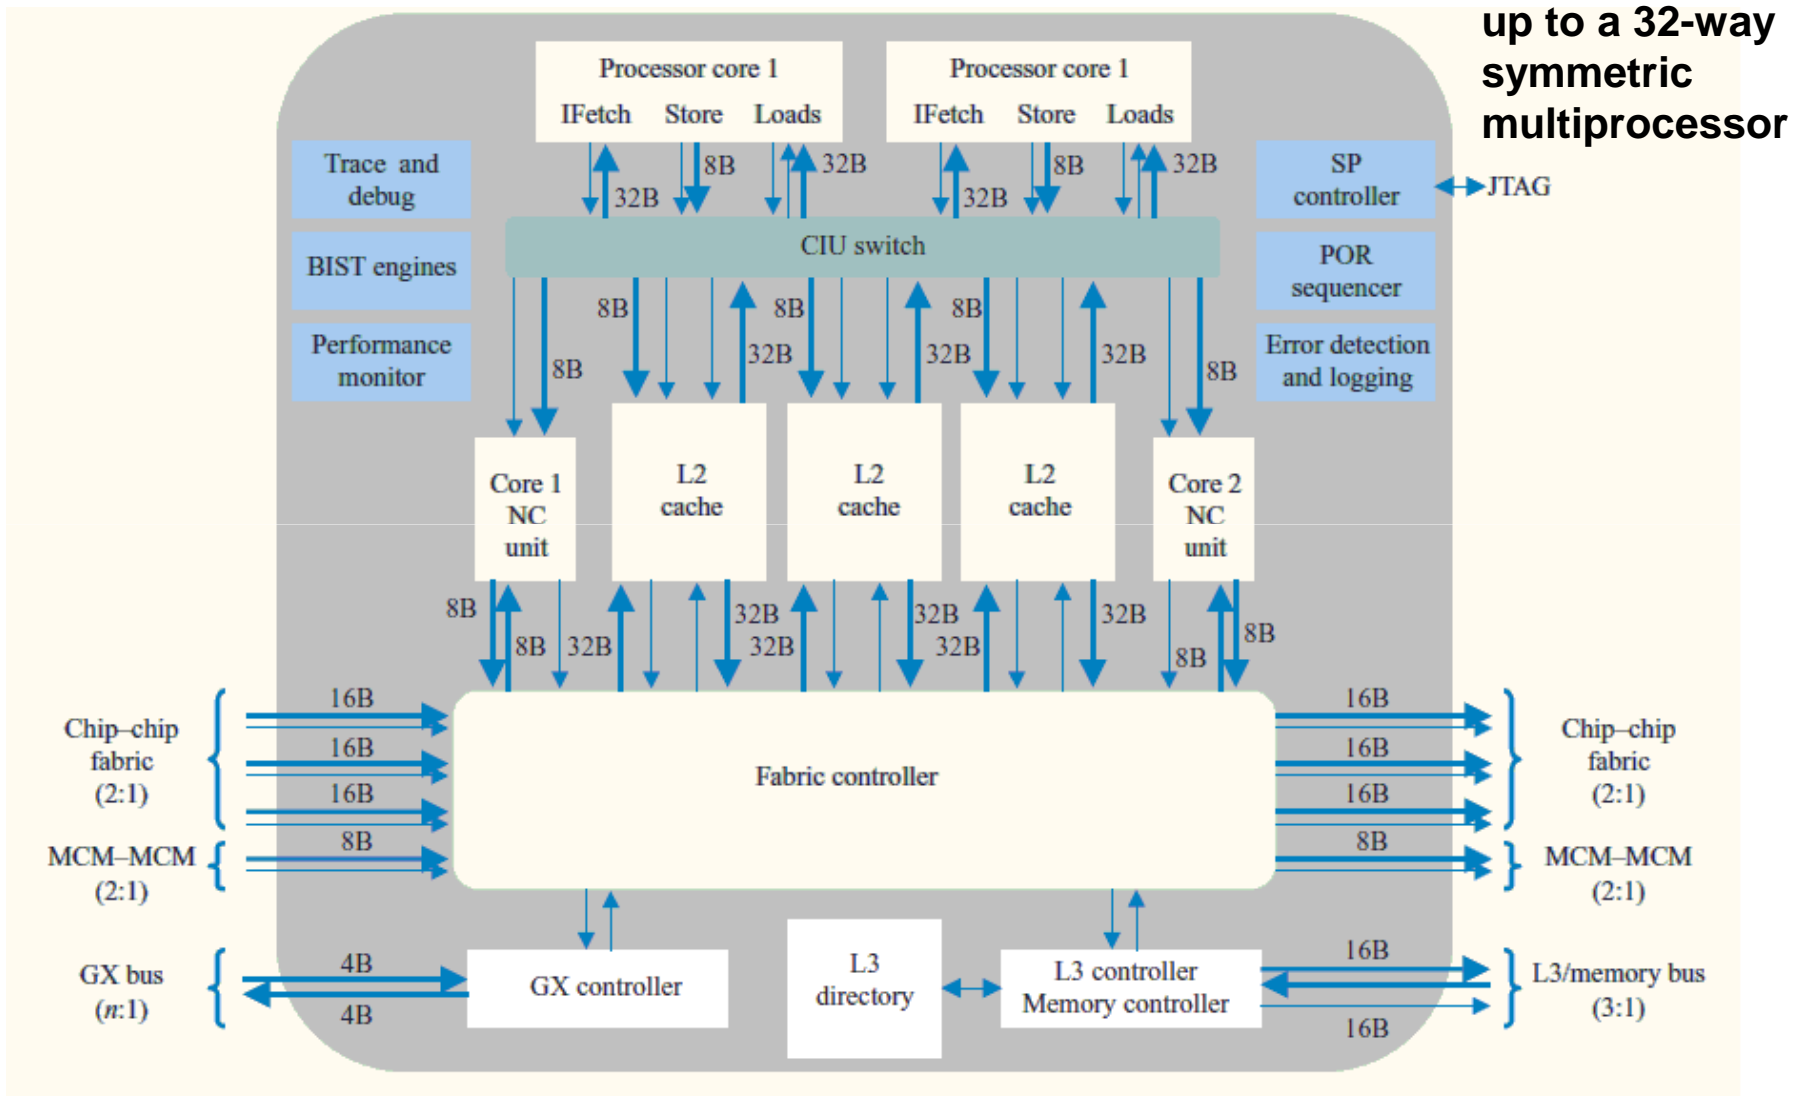 up to a 32-way
symmetric
multiprocessor
Processor core 1
IFetch Store Loads
Processor core 1
IFetch Store Loads
8B
32B
32B
8B
32B
32B
Trace and
debug
BIST engines
Performance
monitor
SP
controller
JTAG
POR
sequencer
Error detection
and logging
CIU switch
8B
8B
32B
8B
32B
8B
32B
32B
8B
Core 1
NC
unit
L2
cache
L2
cache
L2
cache
Core 2
NC
unit
8B
8B
32B
32B
32B
32B
32B
32B
8B
8B
Chip–chip
fabric
(2:1)
16B
16B
16B
MCM–MCM
(2:1)
8B
Fabric controller
16B
16B
16B
Chip–chip
fabric
(2:1)
8B
MCM–MCM
(2:1)
GX bus
(n:1)
4B
4B
GX controller
L3
directory
L3 controller
Memory controller
16B
16B
L3/memory bus
(3:1)